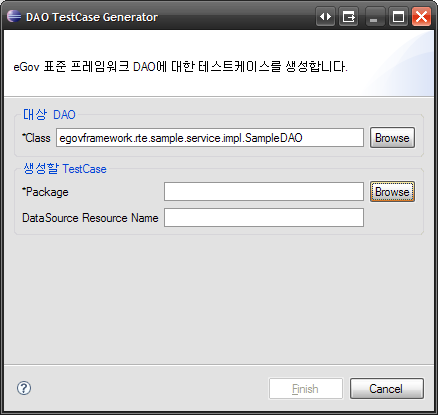 DAO TestCase Generator
eGov 표준 프레임워크 DAO에 대한 테스트케이스를 생성합니다.
대상 DAO
*Class egovframework.rte.sample.service.impl.SampleDAO Browse
생성할 TestCase
*Package Browse
DataSource Resource Name
? Finish Cancel